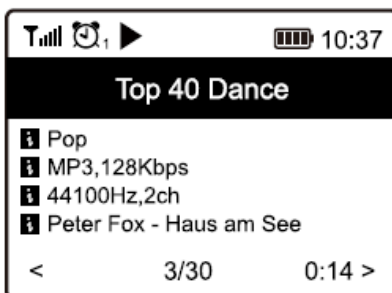 1 10:37
Top 40 Dance
i Pop
i MP3,128Kbps
i 44100Hz,2ch
i Peter Fox - Haus am See
< 3/30 0:14 >